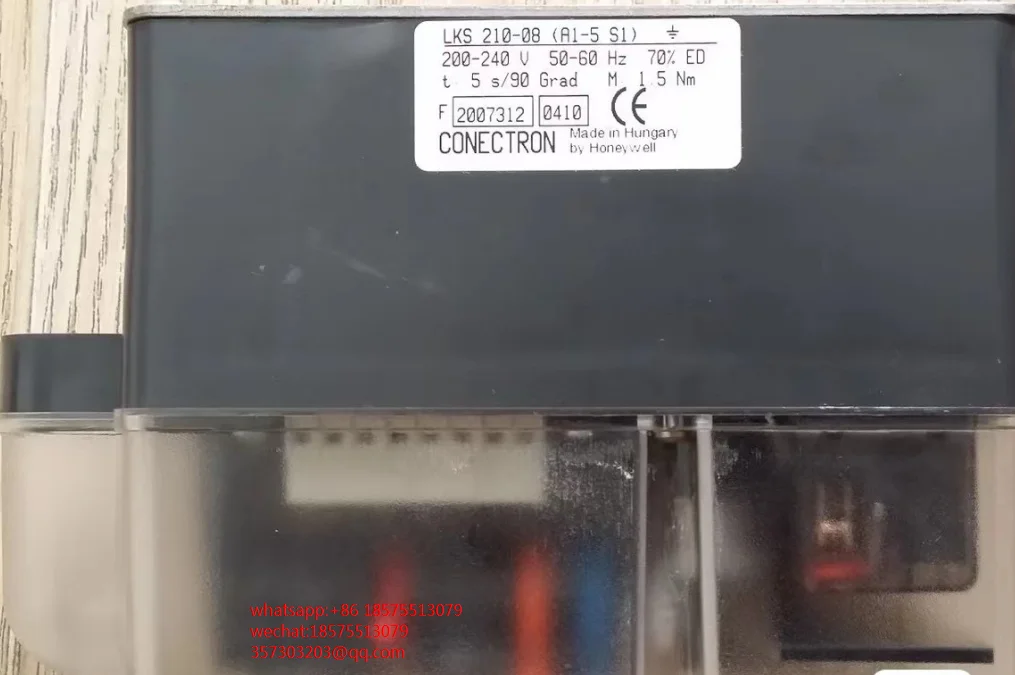 LKS 210-08 (A1-5 S1)
200-240 V 50-60 Hz 70% ED
t. 5 s/90 Grad M 1.5 Nm
F 2007312 0410 CE
CONECTRON Made in Hungary
by Honeywell
whatsapp:+86 18575513079
wechat:18575513079
357303203@qq.com